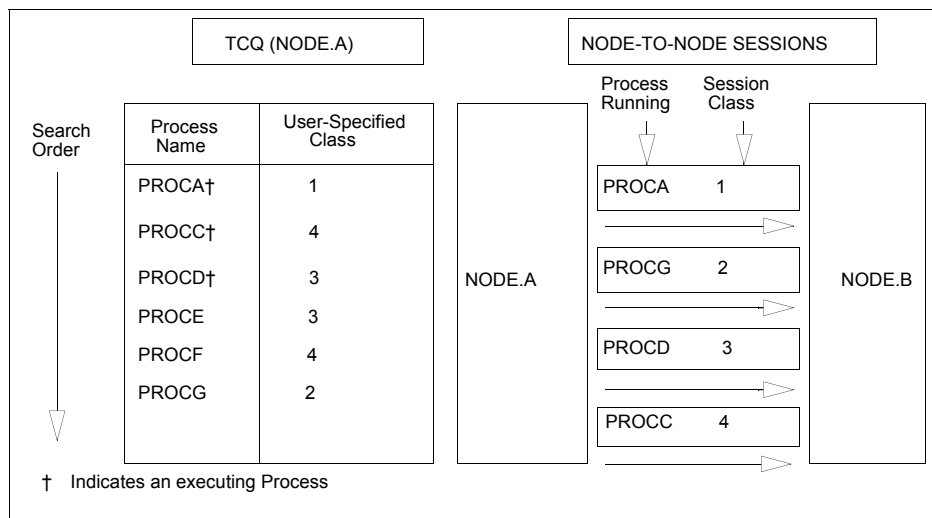 TCQ (NODE.A)
NODE-TO-NODE SESSIONS
Process Running
Session Class
Search Order
Process Name
User-Specified Class
PROCA† 1
PROCC† 4
PROCD† 3
PROCE 3
PROCF 4
PROCG 2
NODE.A
PROCA 1
PROCG 2
PROCD 3
PROCC 4
NODE.B
† Indicates an executing Process